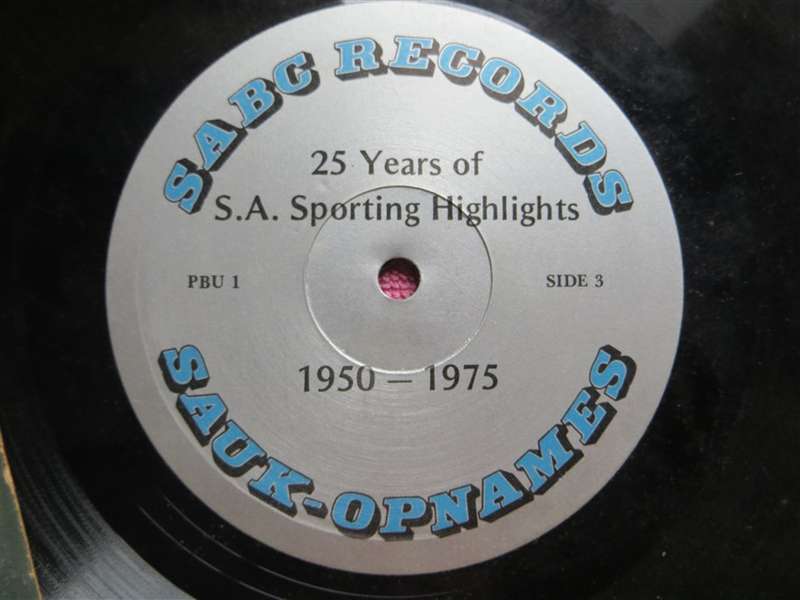 SABC RECORDS
25 Years of
S.A. Sporting Highlights
PBU 1
SIDE 3
1950 – 1975
SAUK-OPNAMES